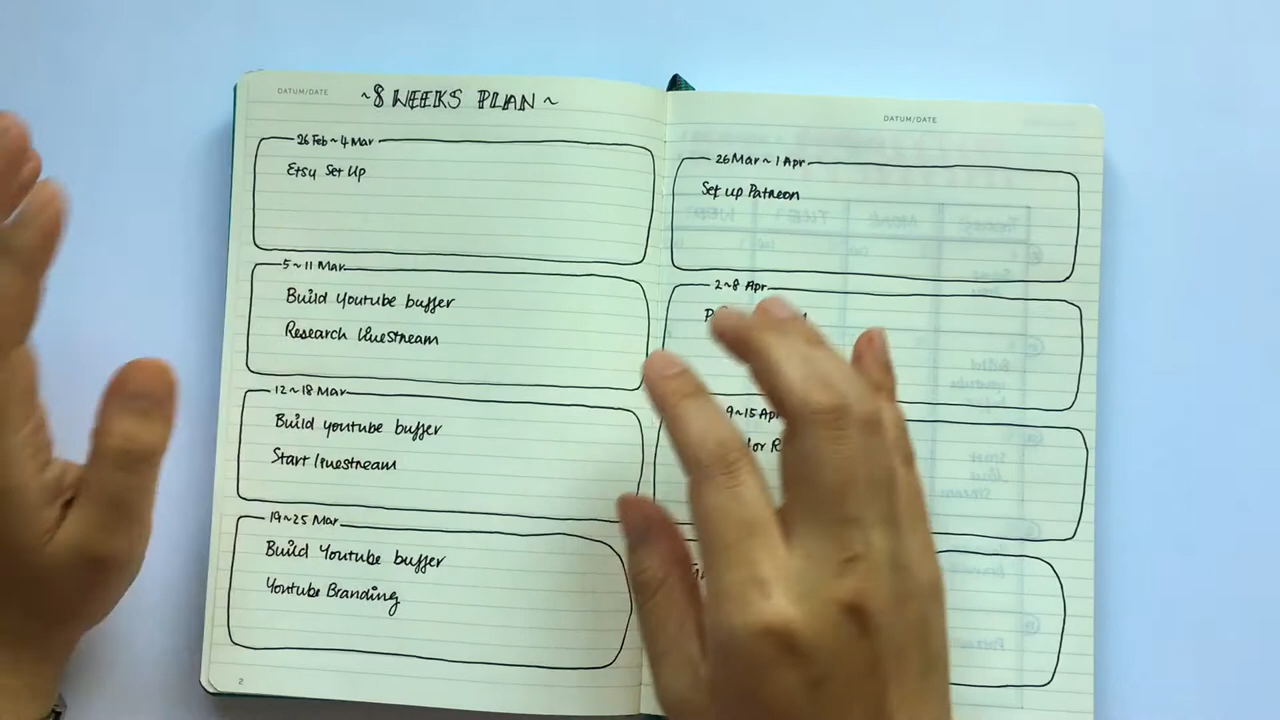 DATUM/DATE
~8 WEEKS PLAN~
26 Feb ~ 4 Mar
Etsy Set Up
5 ~ 11 Mar
Build Youtube buffer
Research livestream
12 ~ 18 Mar
Build youtube buffer
Start livestream
19 ~ 25 Mar
Build Youtube buffer
Youtube Branding
2
DATUM/DATE
26 Mar ~ 1 Apr
Set up Patreon
2 ~ 8 Apr
9 ~ 15 Apr